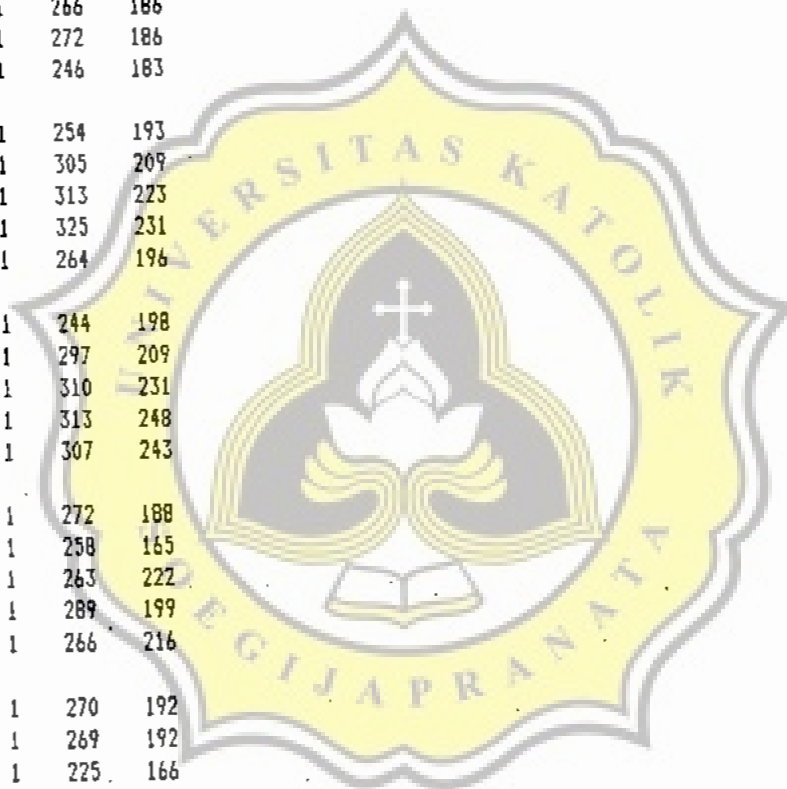 1 266 186
1 272 186
1 246 183
1 254 193
1 305 209
1 313 223
1 325 231
1 264 196
1 244 198
1 297 209
1 310 231
1 313 248
1 307 243
1 272 188
1 258 165
1 263 222
1 289 199
1 266 216
1 270 192
1 269 192
1 225 166
UNIVERSITAS KATOLIK
SOEGIJAPRANATA